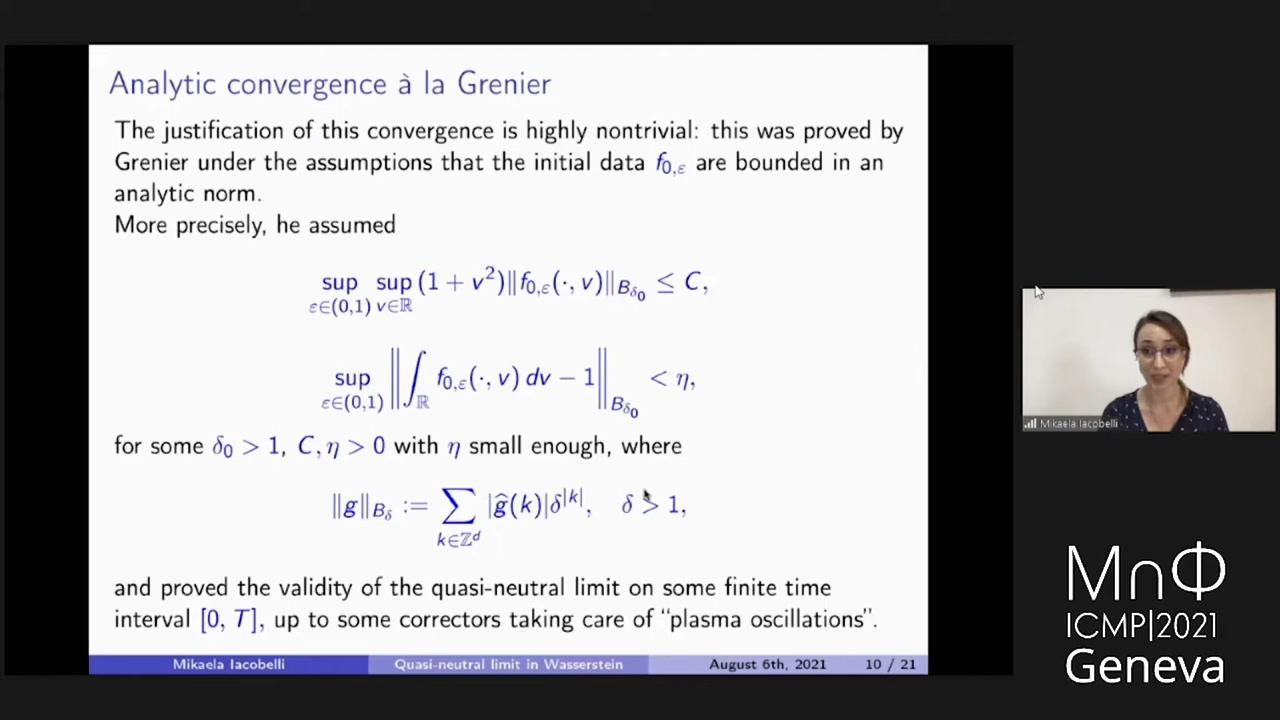 Analytic convergence à la Grenier
The justification of this convergence is highly nontrivial: this was proved by
Grenier under the assumptions that the initial data f_{0,ε} are bounded in an
analytic norm.
More precisely, he assumed
sup_{ε∈(0,1)} sup_{v∈ℝ} (1 + v²)‖f_{0,ε}(·, v)‖_{B_{δ_0}} ≤ C,
sup_{ε∈(0,1)} ‖∫_ℝ f_{0,ε}(·, v) dv − 1‖_{B_{δ_0}} < η,
for some δ_0 > 1, C, η > 0 with η small enough, where
‖g‖_{B_δ} := ∑_{k∈ℤ^d} |ĝ(k)|δ^{|k|}, δ > 1,
and proved the validity of the quasi-neutral limit on some finite time
interval [0, T], up to some correctors taking care of “plasma oscillations”.
Mikaela Iacobelli Quasi-neutral limit in Wasserstein August 6th, 2021 10 / 21
Mikaela Iacobelli
M∩Φ
ICMP|2021
Geneva